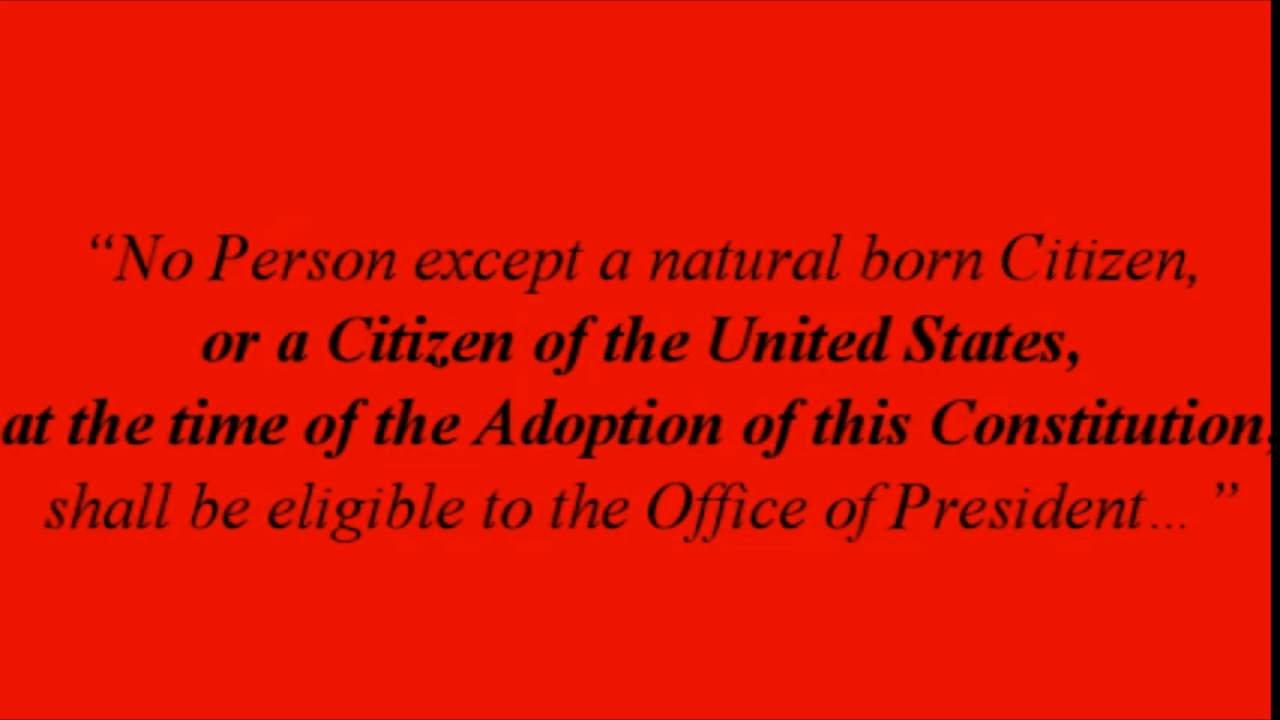 “No Person except a natural born Citizen,
or a Citizen of the United States,
at the time of the Adoption of this Constitution,
shall be eligible to the Office of President... ”